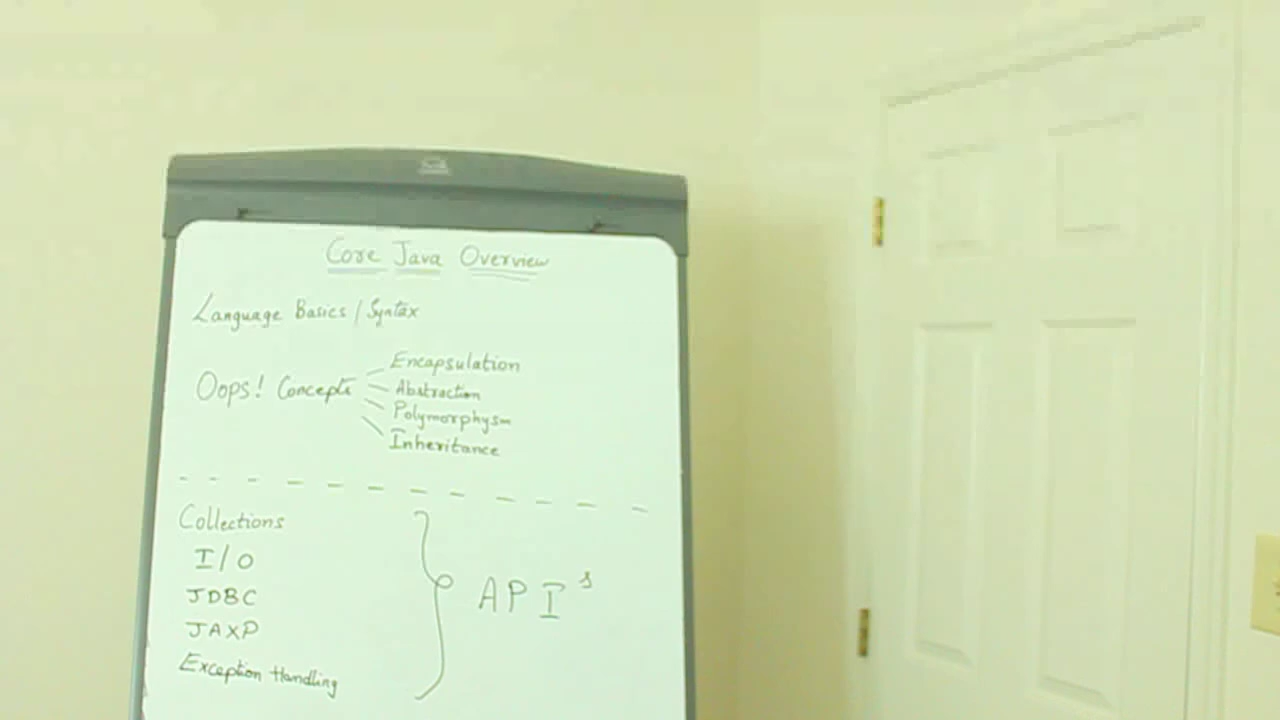 Core Java Overview
Language Basics / Syntax
Oops! Concepts
Encapsulation
Abstraction
Polymorphysm
Inheritance
Collections
I/O
JDBC
JAXP
Exception Handling
API s